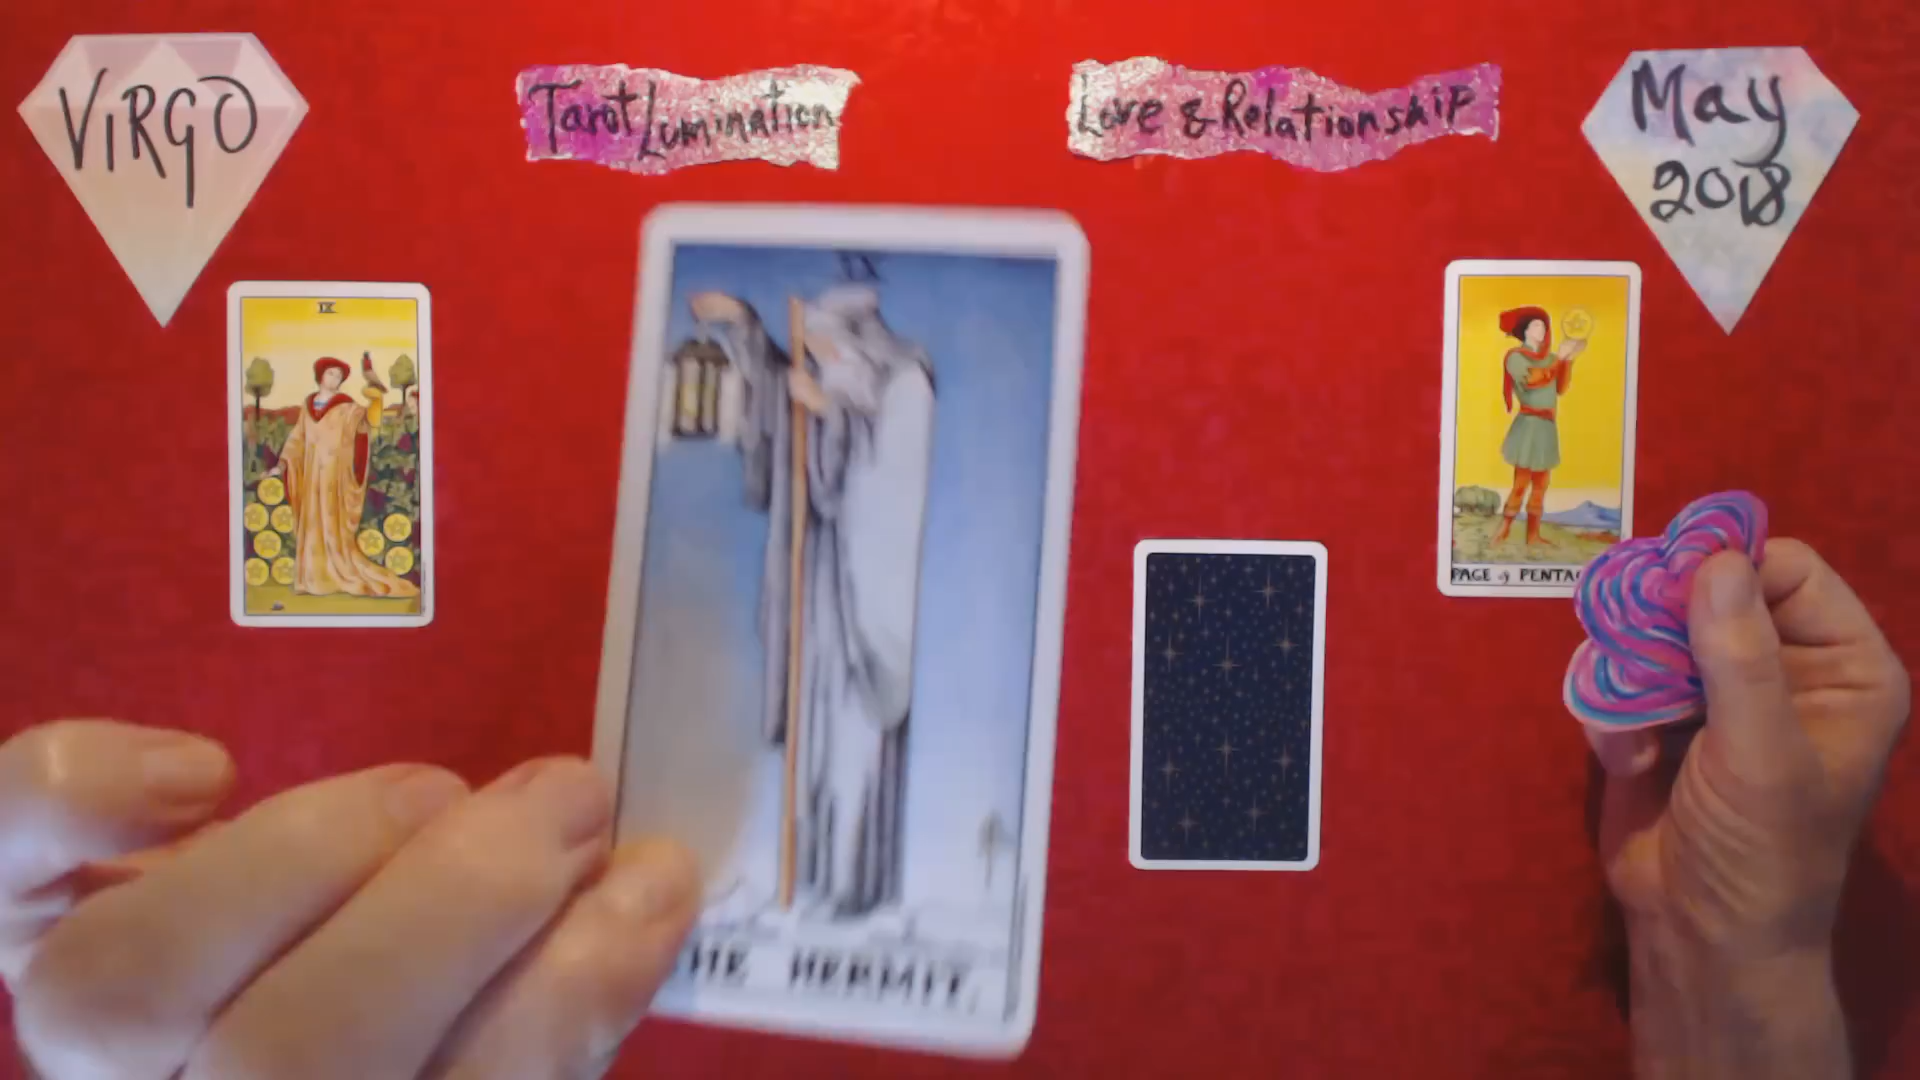 VIRGO
Tarot Lumination
Love & Relationship
May
2018
IX
PAGE of PENTAC
THE HERMIT.